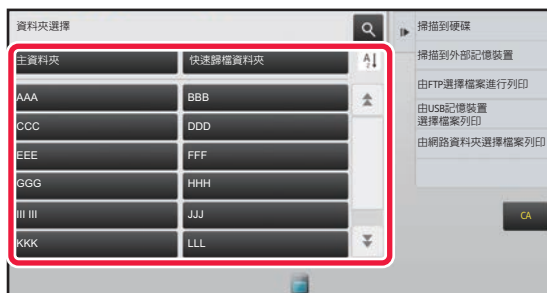 資料夾選擇
主資料夾 快速歸檔資料夾
AAA BBB
CCC DDD
EEE FFF
GGG HHH
III III JJJ
KKK LLL
A
Z
掃描到硬碟
掃描到外部記憶裝置
由FTP選擇檔案進行列印
由USB記憶裝置
選擇檔案列印
由網路資料夾選擇檔案列印
CA